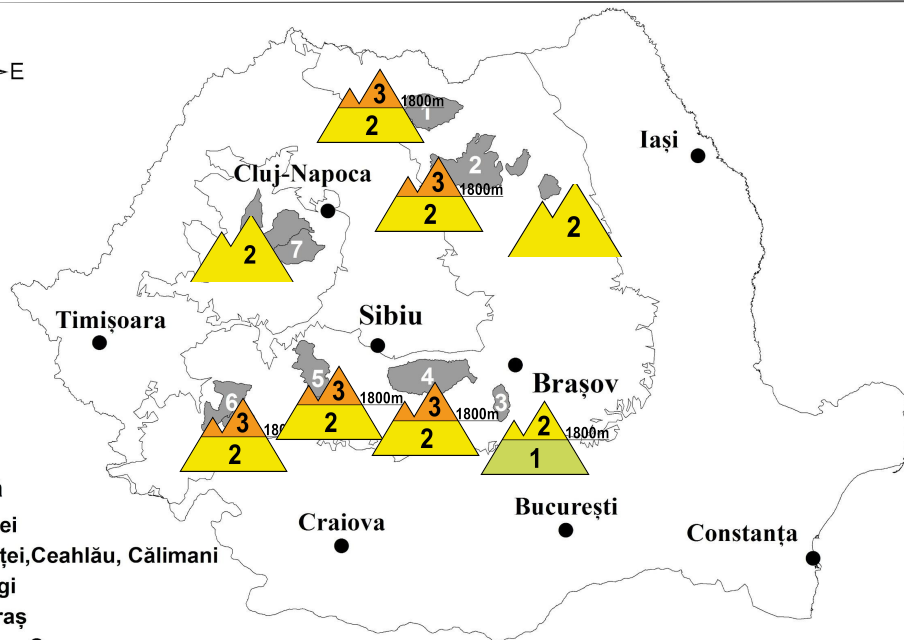 E
3
1800m
1
2
Iași
Cluj-Napoca
2
3
1800m
2
2
2
7
Timișoara
Sibiu
5
3
1800m
2
4
3
1800m
2
3
Brașov
6
3
2
2
1800m
1
București
Craiova
Constanța
ei
ței,Ceahlău, Călimani
gi
raș